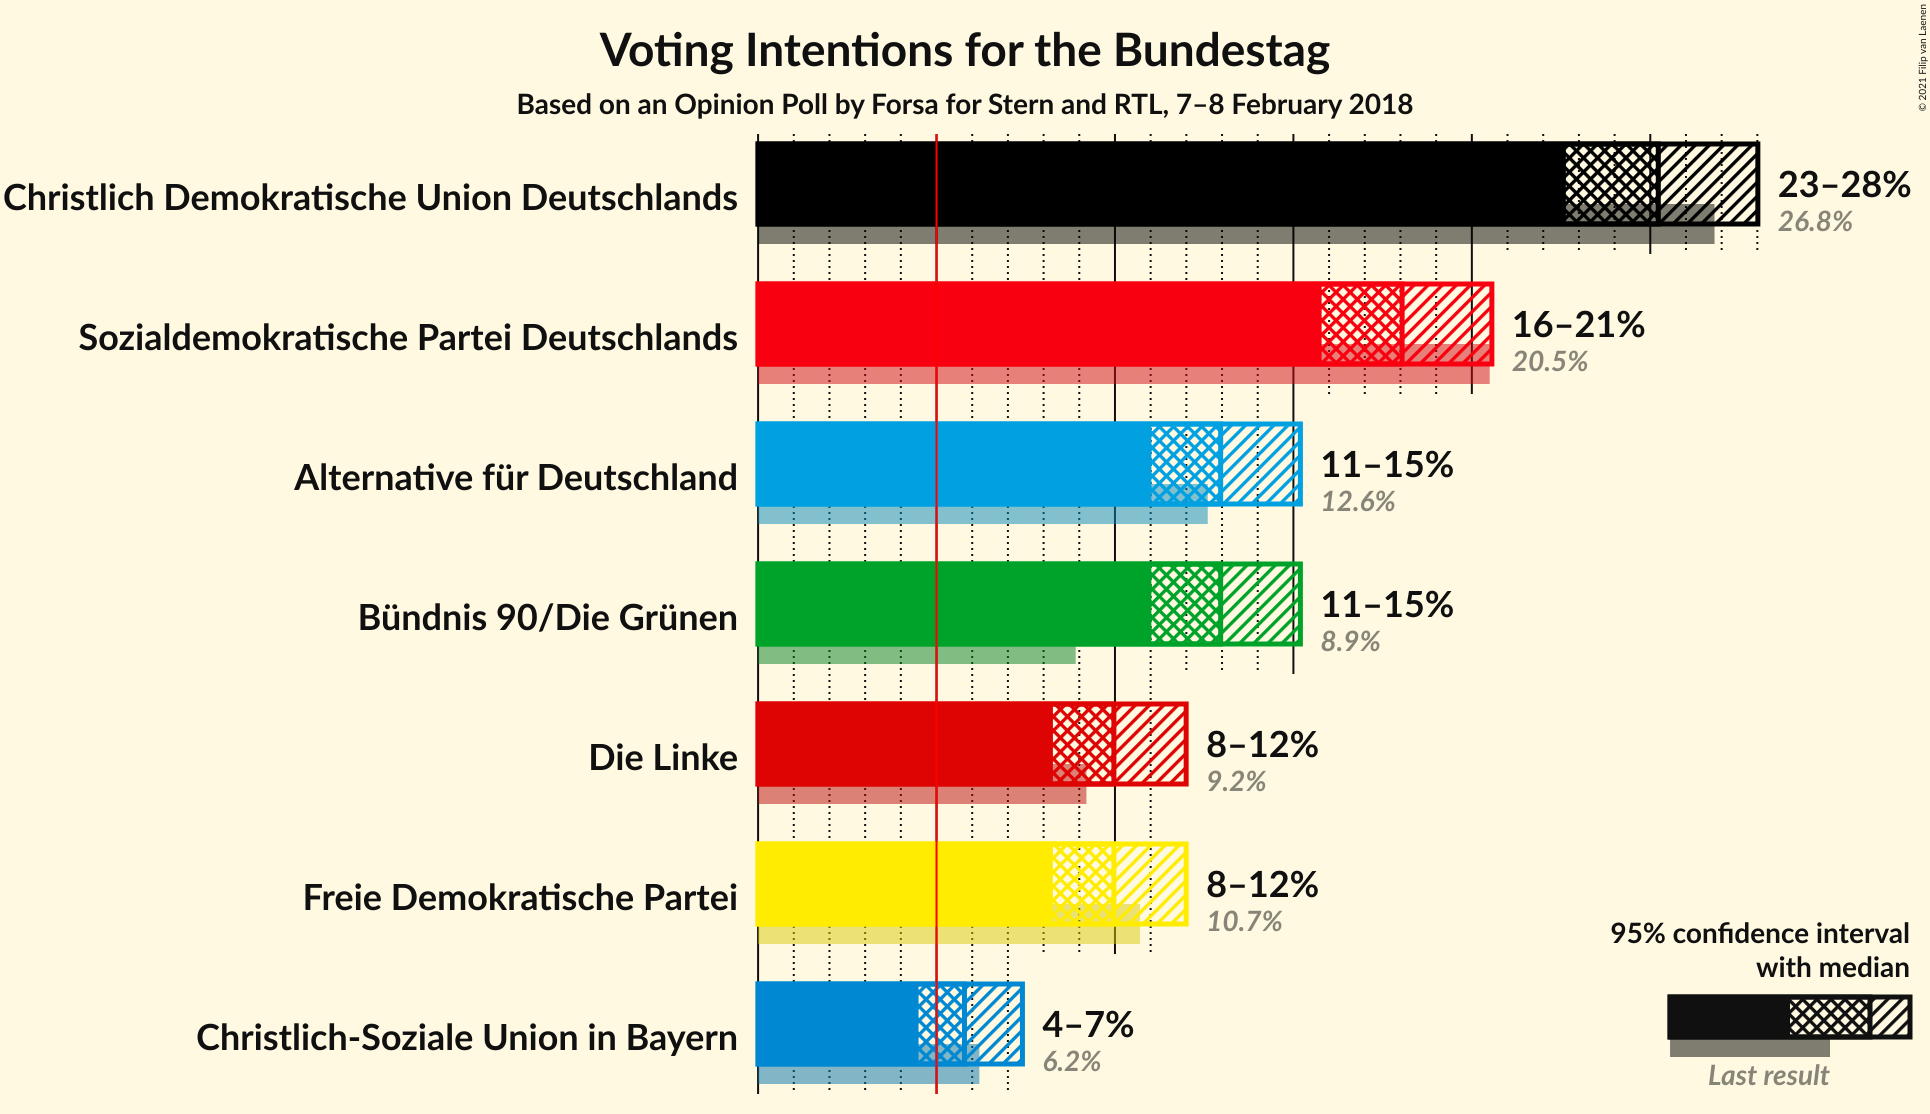 Voting Intentions for the Bundestag
Based on an Opinion Poll by Forsa for Stern and RTL, 7–8 February 2018
© 2021 Filip van Laenen
Christlich Demokratische Union Deutschlands
23–28%
26.8%
Sozialdemokratische Partei Deutschlands
16–21%
20.5%
Alternative für Deutschland
11–15%
12.6%
Bündnis 90/Die Grünen
11–15%
8.9%
Die Linke
8–12%
9.2%
Freie Demokratische Partei
8–12%
10.7%
Christlich-Soziale Union in Bayern
4–7%
6.2%
95% confidence interval
with median
Last result